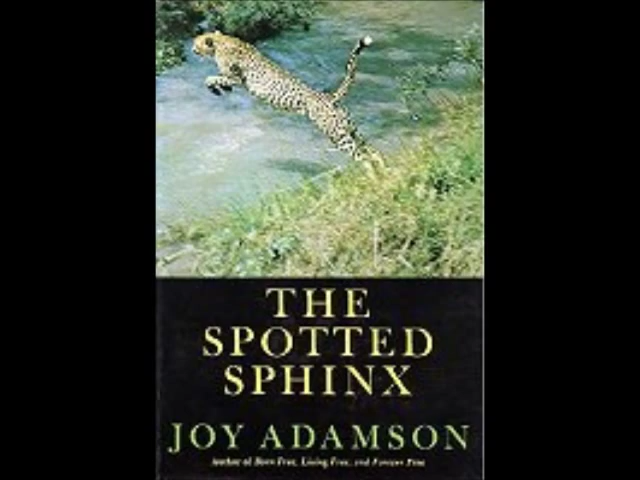 THE
SPOTTED
SPHINX
JOY ADAMSON
Author of Born Free, Living Free, and Forever Free